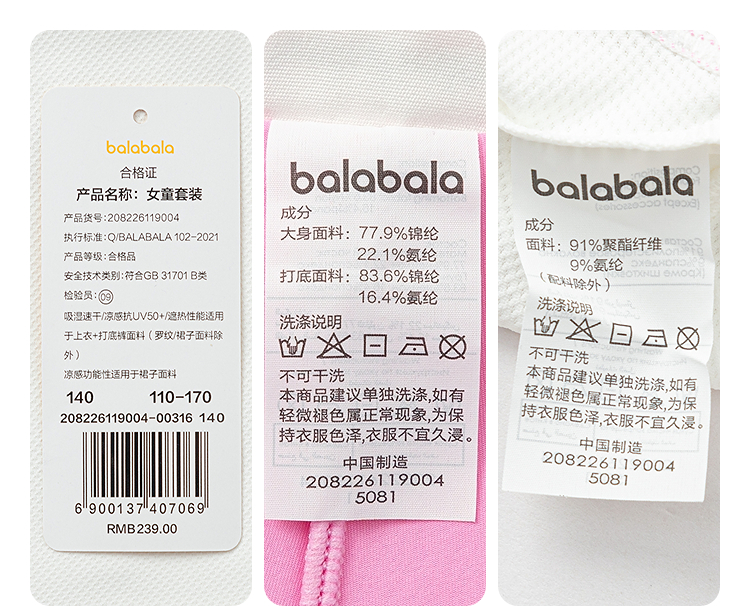 balabala
合格证
产品名称：女童套装
产品货号：208226119004
执行标准：Q/BALABALA 102-2021
产品等级：合格品
安全技术类别：符合GB 31701 B类
检验员：09
吸湿速干/凉感抗UV50+/遮热性能适用
于上衣+打底裤面料（罗纹/裙子面料除
外）
凉感功能性适用于裙子面料
140 110-170
208226119004-00316 140
6 900137 407069
RMB239.00
balabala
成分
大身面料：77.9%锦纶
22.1%氨纶
打底面料：83.6%锦纶
16.4%氨纶
洗涤说明
不可干洗
本商品建议单独洗涤,如有
轻微褪色属正常现象,为保
持衣服色泽,衣服不宜久浸。
中国制造
208226119004
5081
balabala
成分
面料：91%聚酯纤维
9%氨纶
（配料除外）
洗涤说明
不可干洗
本商品建议单独洗涤,如有
轻微褪色属正常现象,为保
持衣服色泽,衣服不宜久浸。
中国制造
208226119004
5081